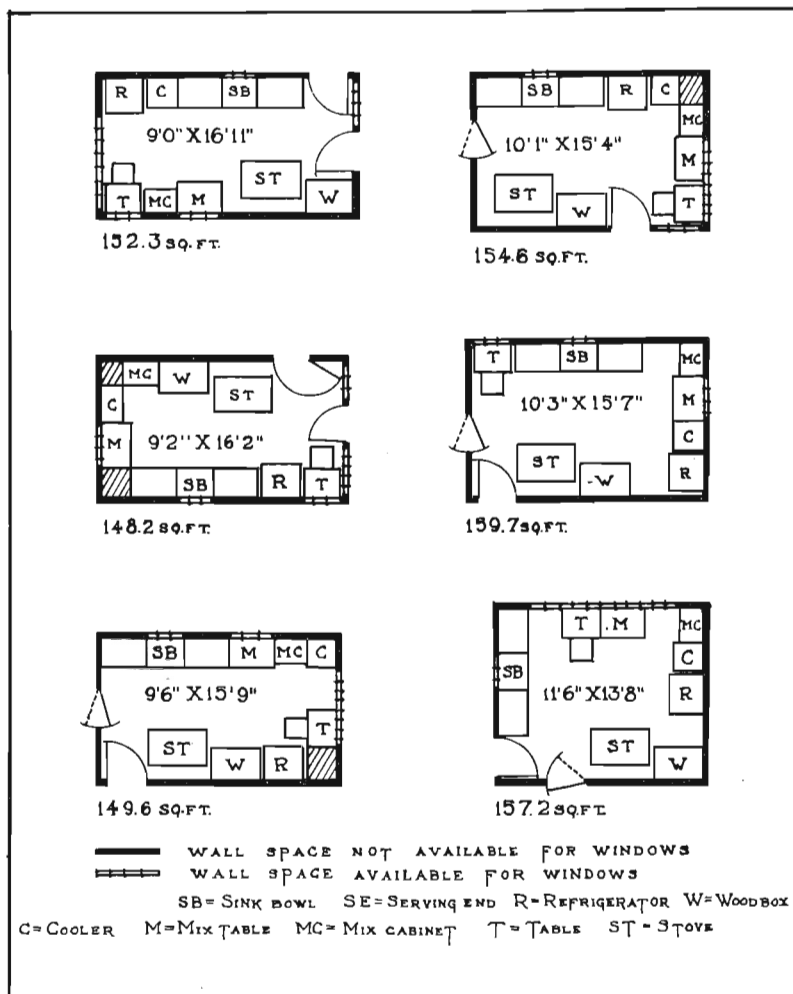 R C SB
9'0" X 16'11"
ST
T MC M W
152.3 SQ.FT.
SB R C
MC
10'1" X 15'4"
M
ST
W T
154.6 SQ.FT.
MC W
ST
C
M 9'2" X 16'2"
SB R T
148.2 SQ.FT.
T SB MC
10'3" X 15'7"
M
C
ST
W R
159.7 SQ.FT.
SB M MC C
9'6" X 15'9"
T
ST
W R
149.6 SQ.FT.
T M MC
C
SB
11'6" X 13'8" R
ST
W
157.2 SQ.FT.
WALL SPACE NOT AVAILABLE FOR WINDOWS
WALL SPACE AVAILABLE FOR WINDOWS
SB=SINK BOWL SE=SERVING END R=REFRIGERATOR W=WOODBOX
C=COOLER M=MIX TABLE MC=MIX CABINET T=TABLE ST=STOVE